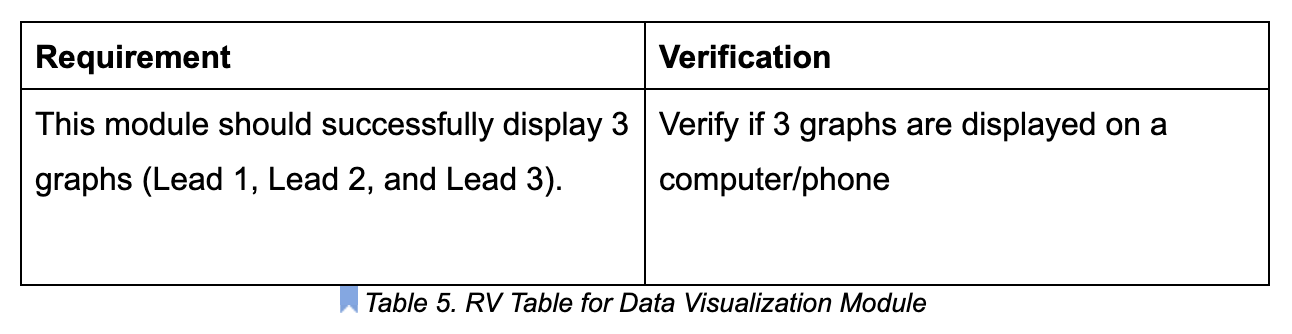 Requirement
Verification
This module should successfully display 3
graphs (Lead 1, Lead 2, and Lead 3).
Verify if 3 graphs are displayed on a
computer/phone
Table 5. RV Table for Data Visualization Module